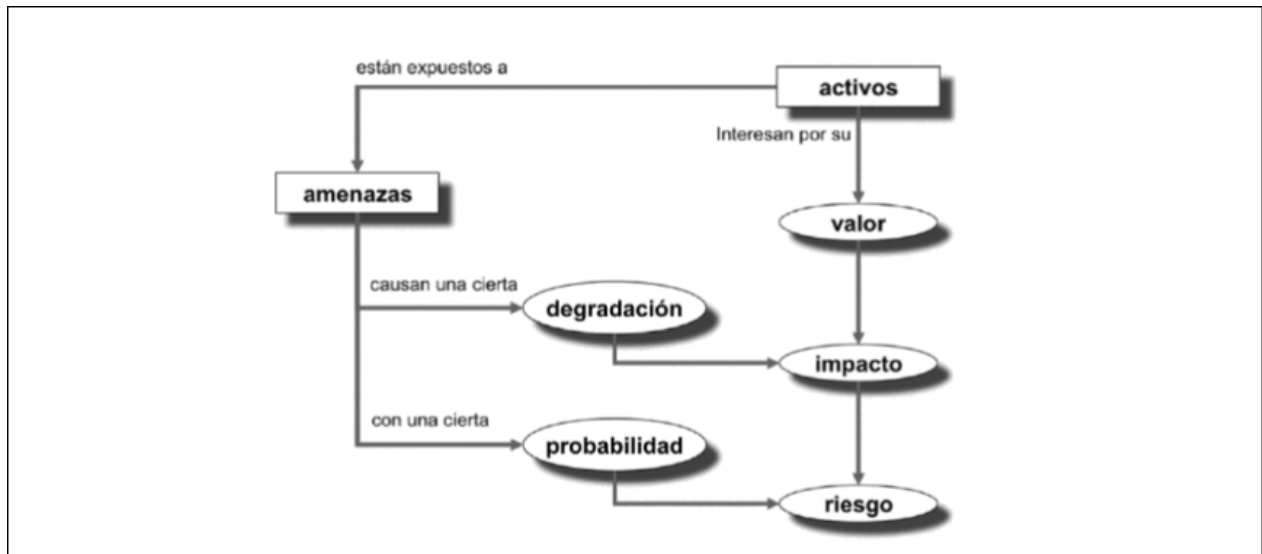 están expuestos a
activos
Interesan por su
amenazas
valor
causan una cierta
degradación
impacto
con una cierta
probabilidad
riesgo